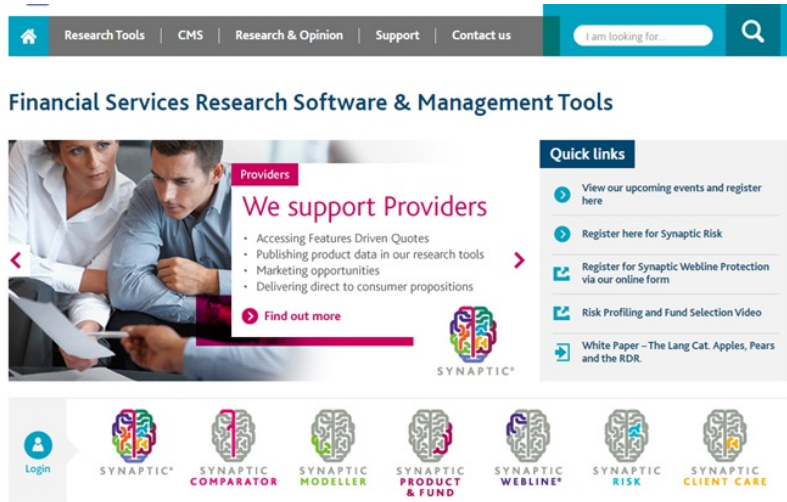 Research Tools
CMS
Research & Opinion
Support
Contact us
I am looking for...
Financial Services Research Software & Management Tools
Providers
We support Providers
Accessing Features Driven Quotes
Publishing product data in our research tools
Marketing opportunities
Delivering direct to consumer propositions
Find out more
SYNAPTIC®
Quick links
View our upcoming events and register
here
Register here for Synaptic Risk
Register for Synaptic Webline Protection
via our online form
Risk Profiling and Fund Selection Video
White Paper – The Lang Cat. Apples, Pears
and the RDR.
Login
SYNAPTIC®
SYNAPTIC
COMPARATOR
SYNAPTIC
MODELLER
SYNAPTIC
PRODUCT
& FUND
SYNAPTIC
WEBLINE®
SYNAPTIC
RISK
SYNAPTIC
CLIENT CARE